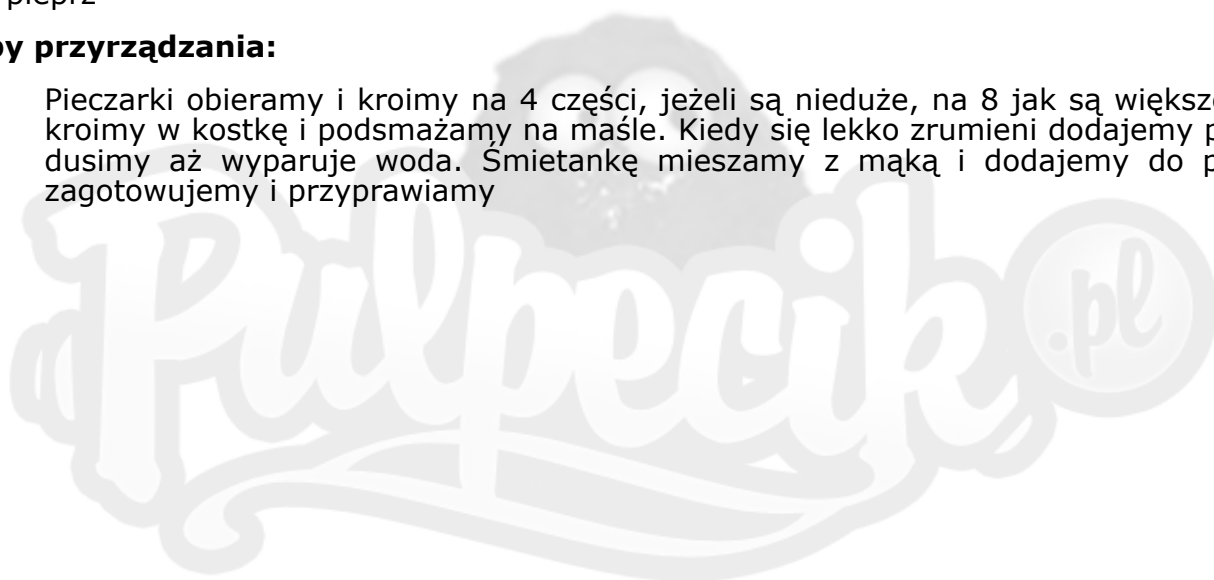 pieprz
by przyrządzania:
Pieczarki obieramy i kroimy na 4 części, jeżeli są nieduże, na 8 jak są większe
kroimy w kostkę i podsmażamy na maśle. Kiedy się lekko zrumieni dodajemy p
dusimy aż wyparuje woda. Śmietankę mieszamy z mąką i dodajemy do p
zagotowujemy i przyprawiamy
Pulpecik.pl